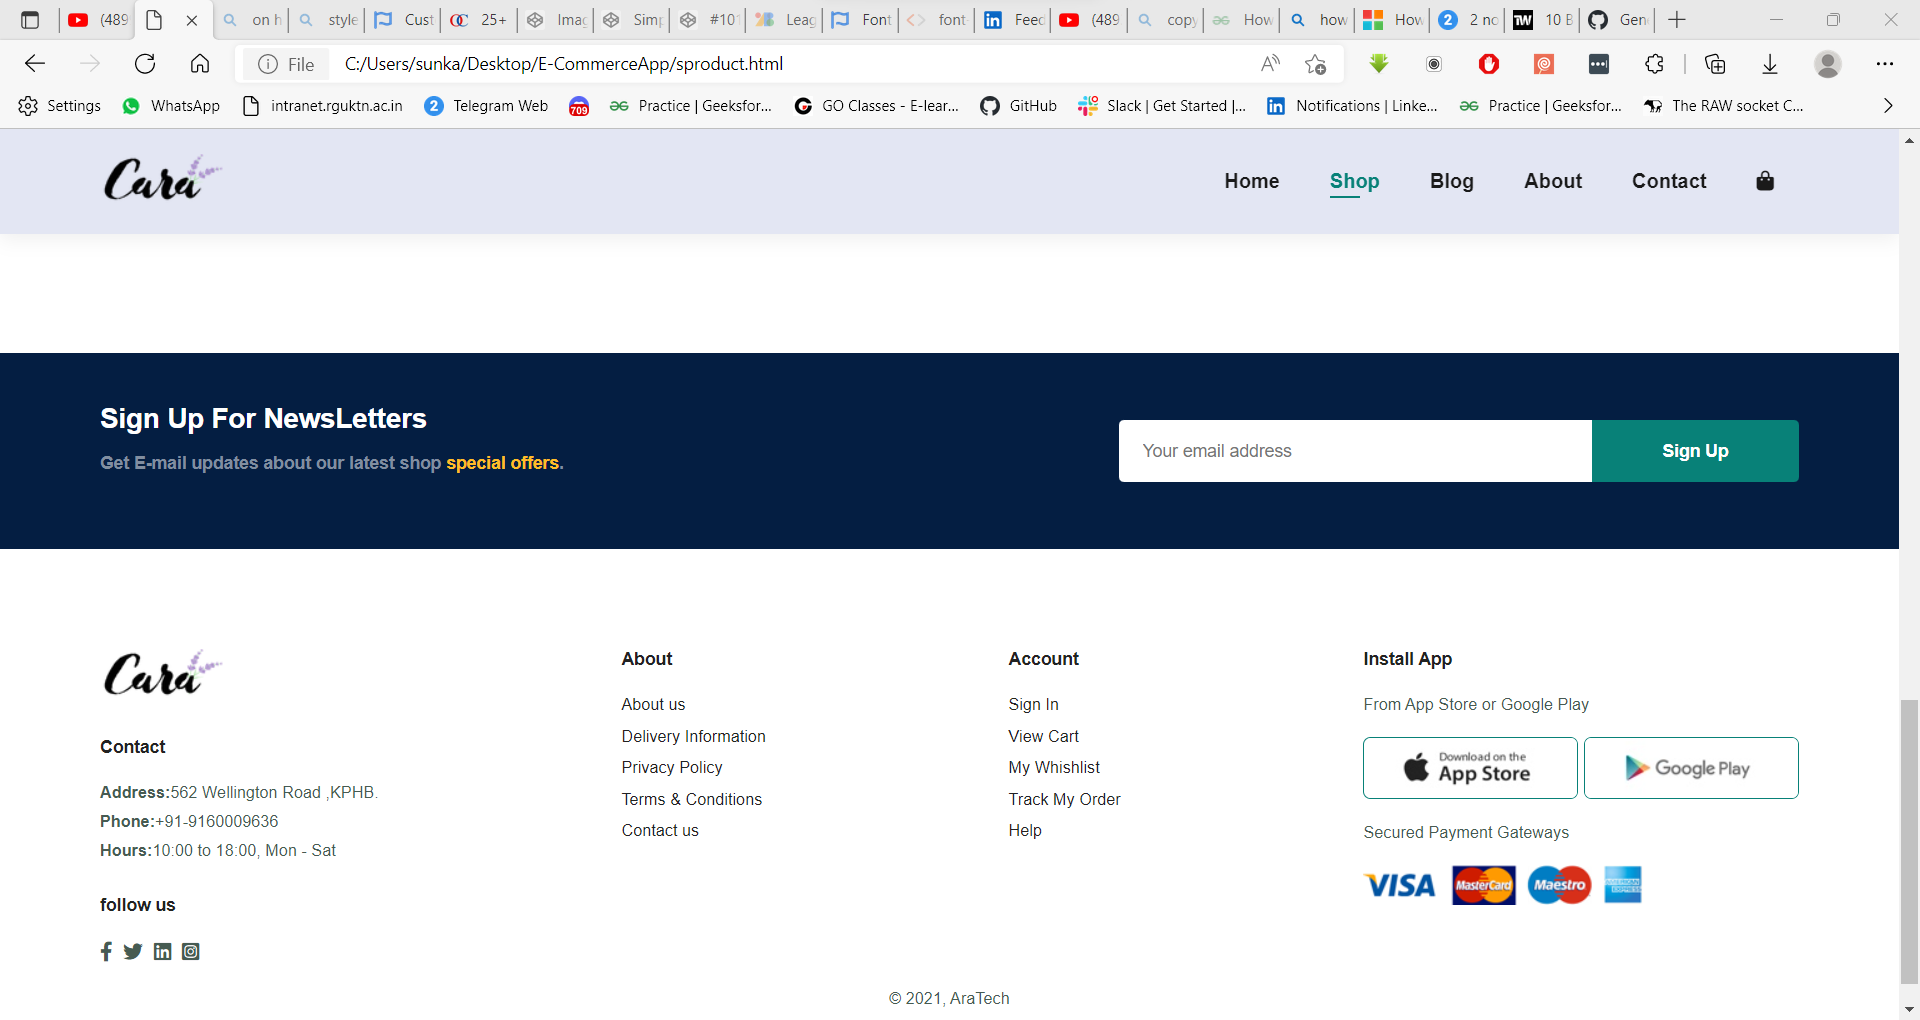 (489
on h
style
Cust
25+
Imag
Simp
#101
Leag
Font
font
Feed
(489
copy
How
how
How
2 no
10 B
Gen
File
C:/Users/sunka/Desktop/E-CommerceApp/sproduct.html
Settings
WhatsApp
intranet.rguktn.ac.in
2
Telegram Web
709
Practice | Geeksfor...
GO Classes - E-lear...
GitHub
Slack | Get Started |...
Notifications | Linke...
Practice | Geeksfor...
The RAW socket C...
Cara
Home
Shop
Blog
About
Contact
Sign Up For NewsLetters
Get E-mail updates about our latest shop special offers.
Your email address
Sign Up
Cara
Contact
Address:562 Wellington Road ,KPHB.
Phone:+91-9160009636
Hours:10:00 to 18:00, Mon - Sat
follow us
About
About us
Delivery Information
Privacy Policy
Terms & Conditions
Contact us
Account
Sign In
View Cart
My Whishlist
Track My Order
Help
Install App
From App Store or Google Play
Download on the
App Store
Google Play
Secured Payment Gateways
VISA
MasterCard
Maestro
AMERICAN
EXPRESS
© 2021, AraTech